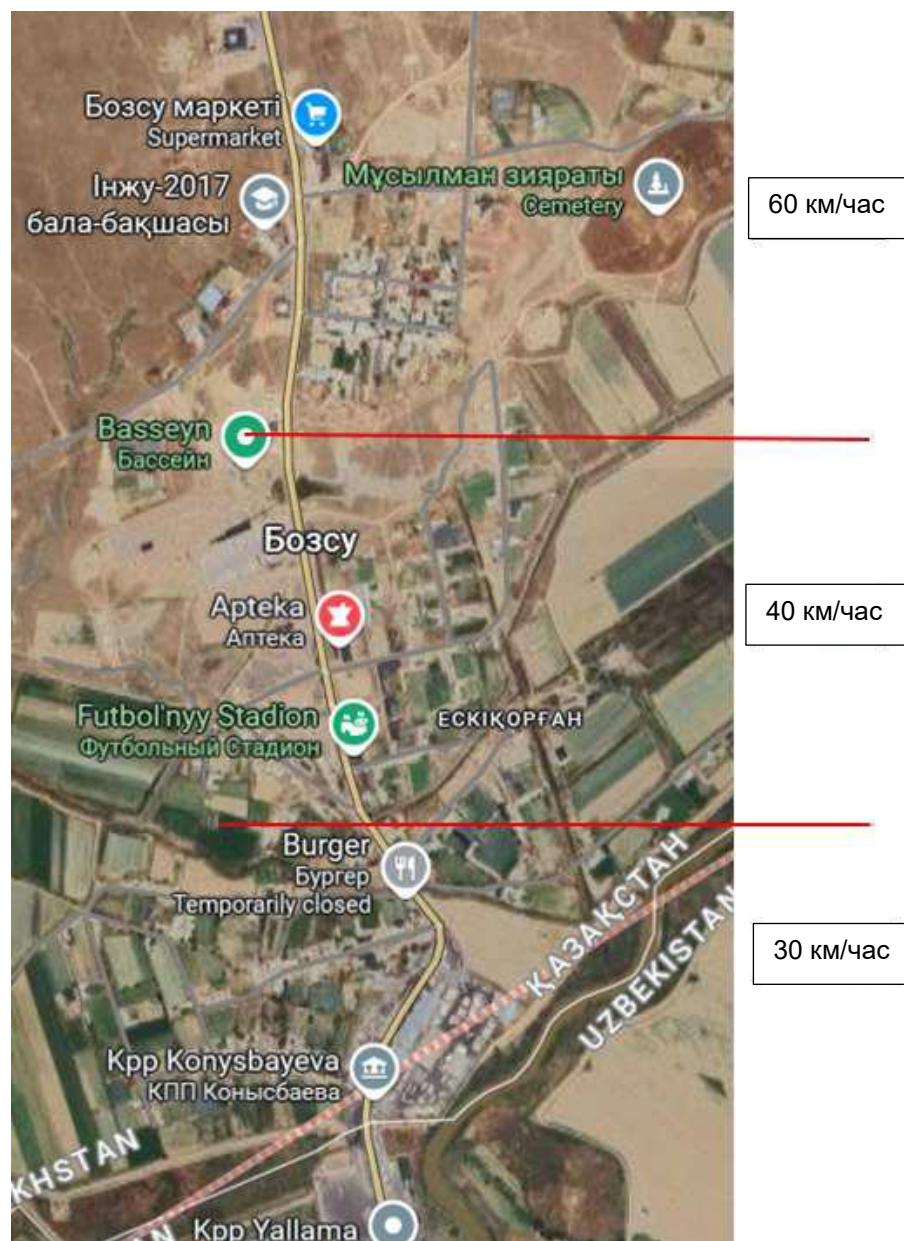 Бозсу маркеті
Supermarket
Мұсылман зияраты
Cemetery
Інжу-2017
бала-бақшасы
60 км/час
Basseyn
Бассейн
Бозсу
Apteka
Аптека
40 км/час
Futbol'nyy Stadion
Футбольный Стадион
ЕСКІҚОРҒАН
Burger
Бургер
Temporarily closed
ҚАЗАҚСТАН
UZBEKISTAN
30 км/час
Kpp Konysbayeva
КПП Конысбаева
KHSTAN
AN
Kpp Yallama